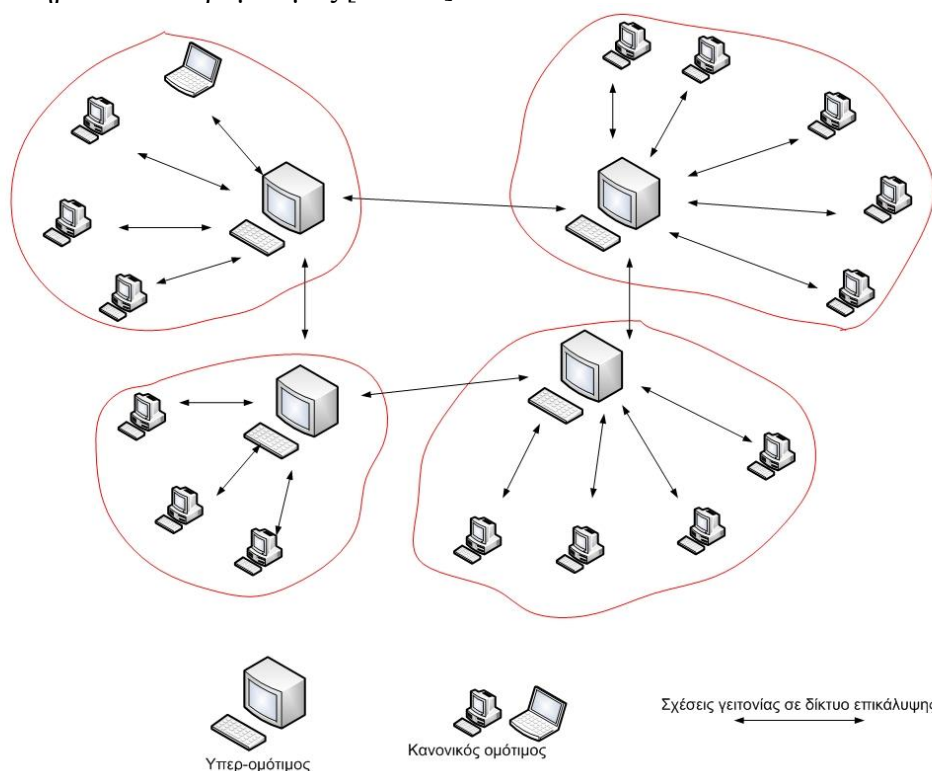 Σχέσεις γειτονίας σε δίκτυο επικάλυψης
Κανονικός ομότιμος
Υπερ-ομότιμος